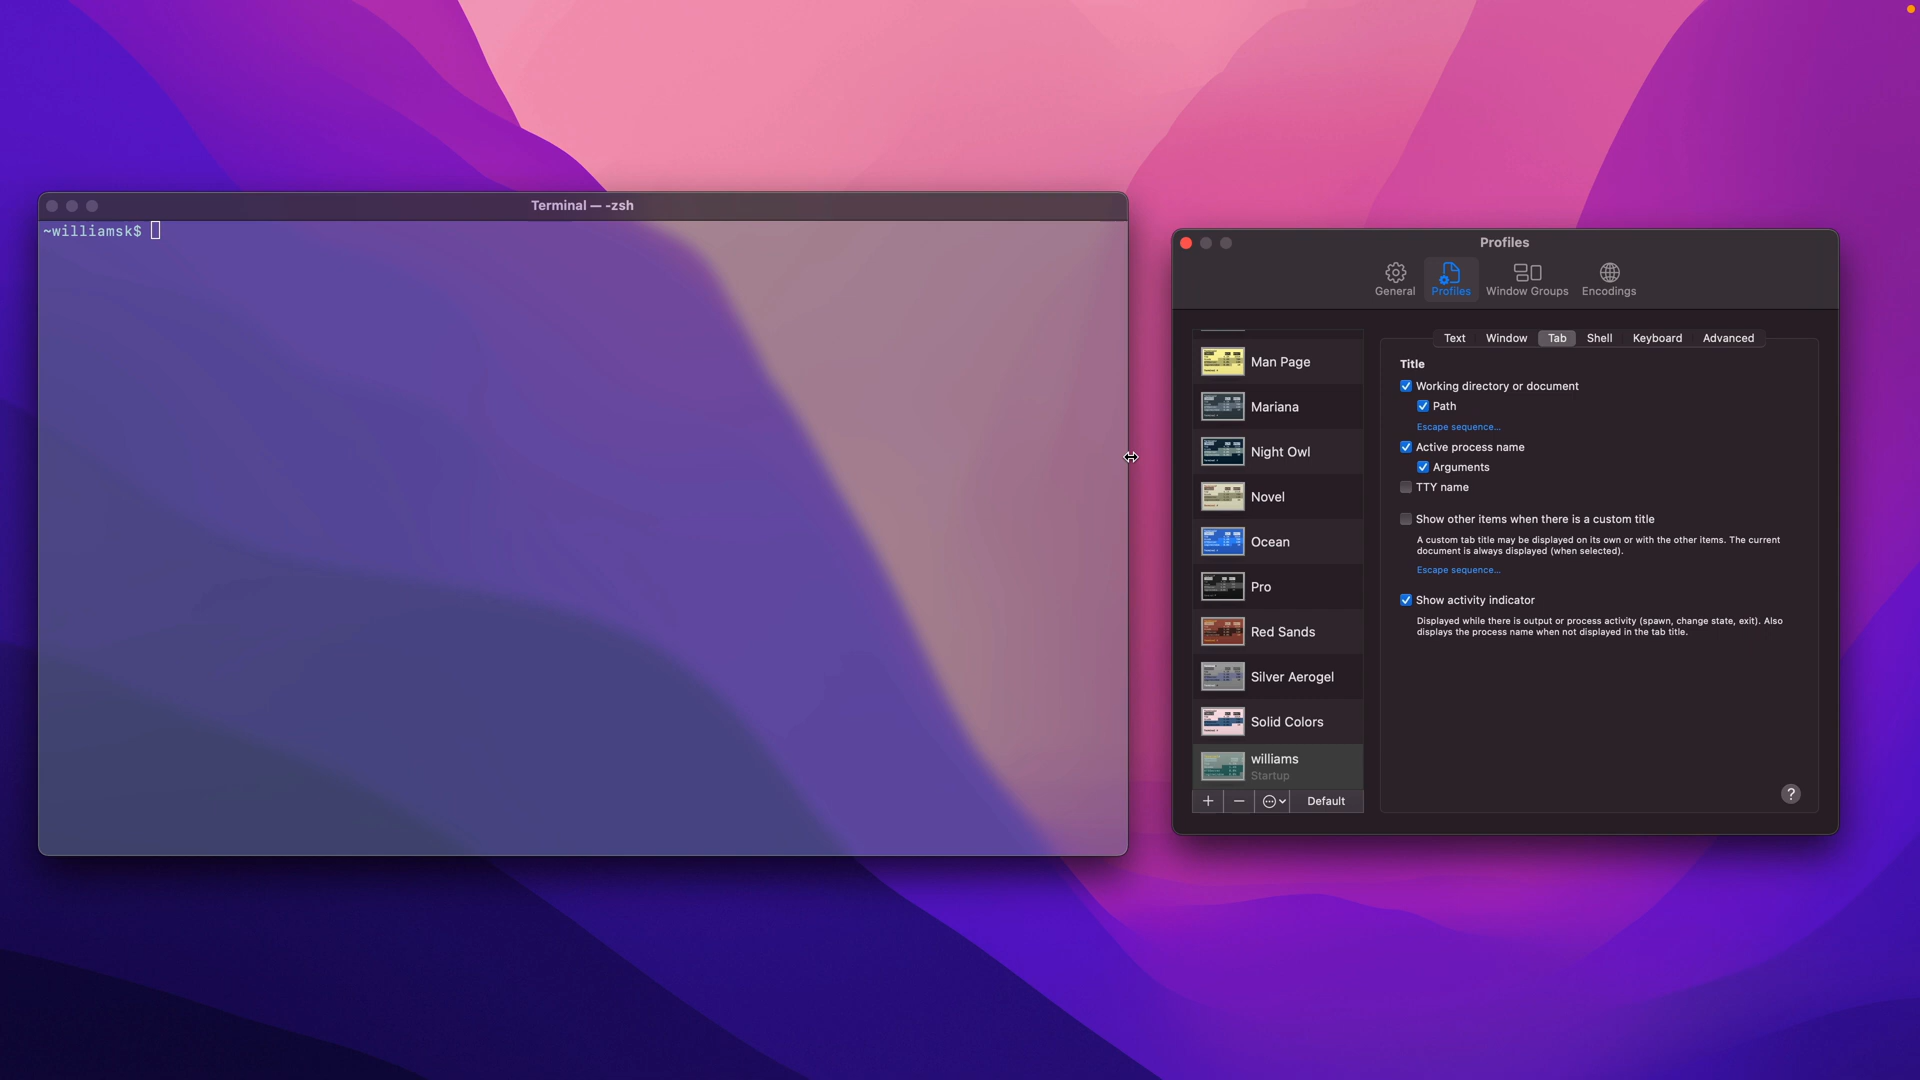 Terminal — -zsh
~williamsk$
Profiles
General
Profiles
Window Groups
Encodings
Man Page
Mariana
Night Owl
Novel
Ocean
Pro
Red Sands
Silver Aerogel
Solid Colors
williams
Startup
Default
Text
Window
Tab
Shell
Keyboard
Advanced
Title
Working directory or document
Path
Escape sequence...
Active process name
Arguments
TTY name
Show other items when there is a custom title
A custom tab title may be displayed on its own or with the other items. The current
document is always displayed (when selected).
Escape sequence...
Show activity indicator
Displayed while there is output or process activity (spawn, change state, exit). Also
displays the process name when not displayed in the tab title.
?